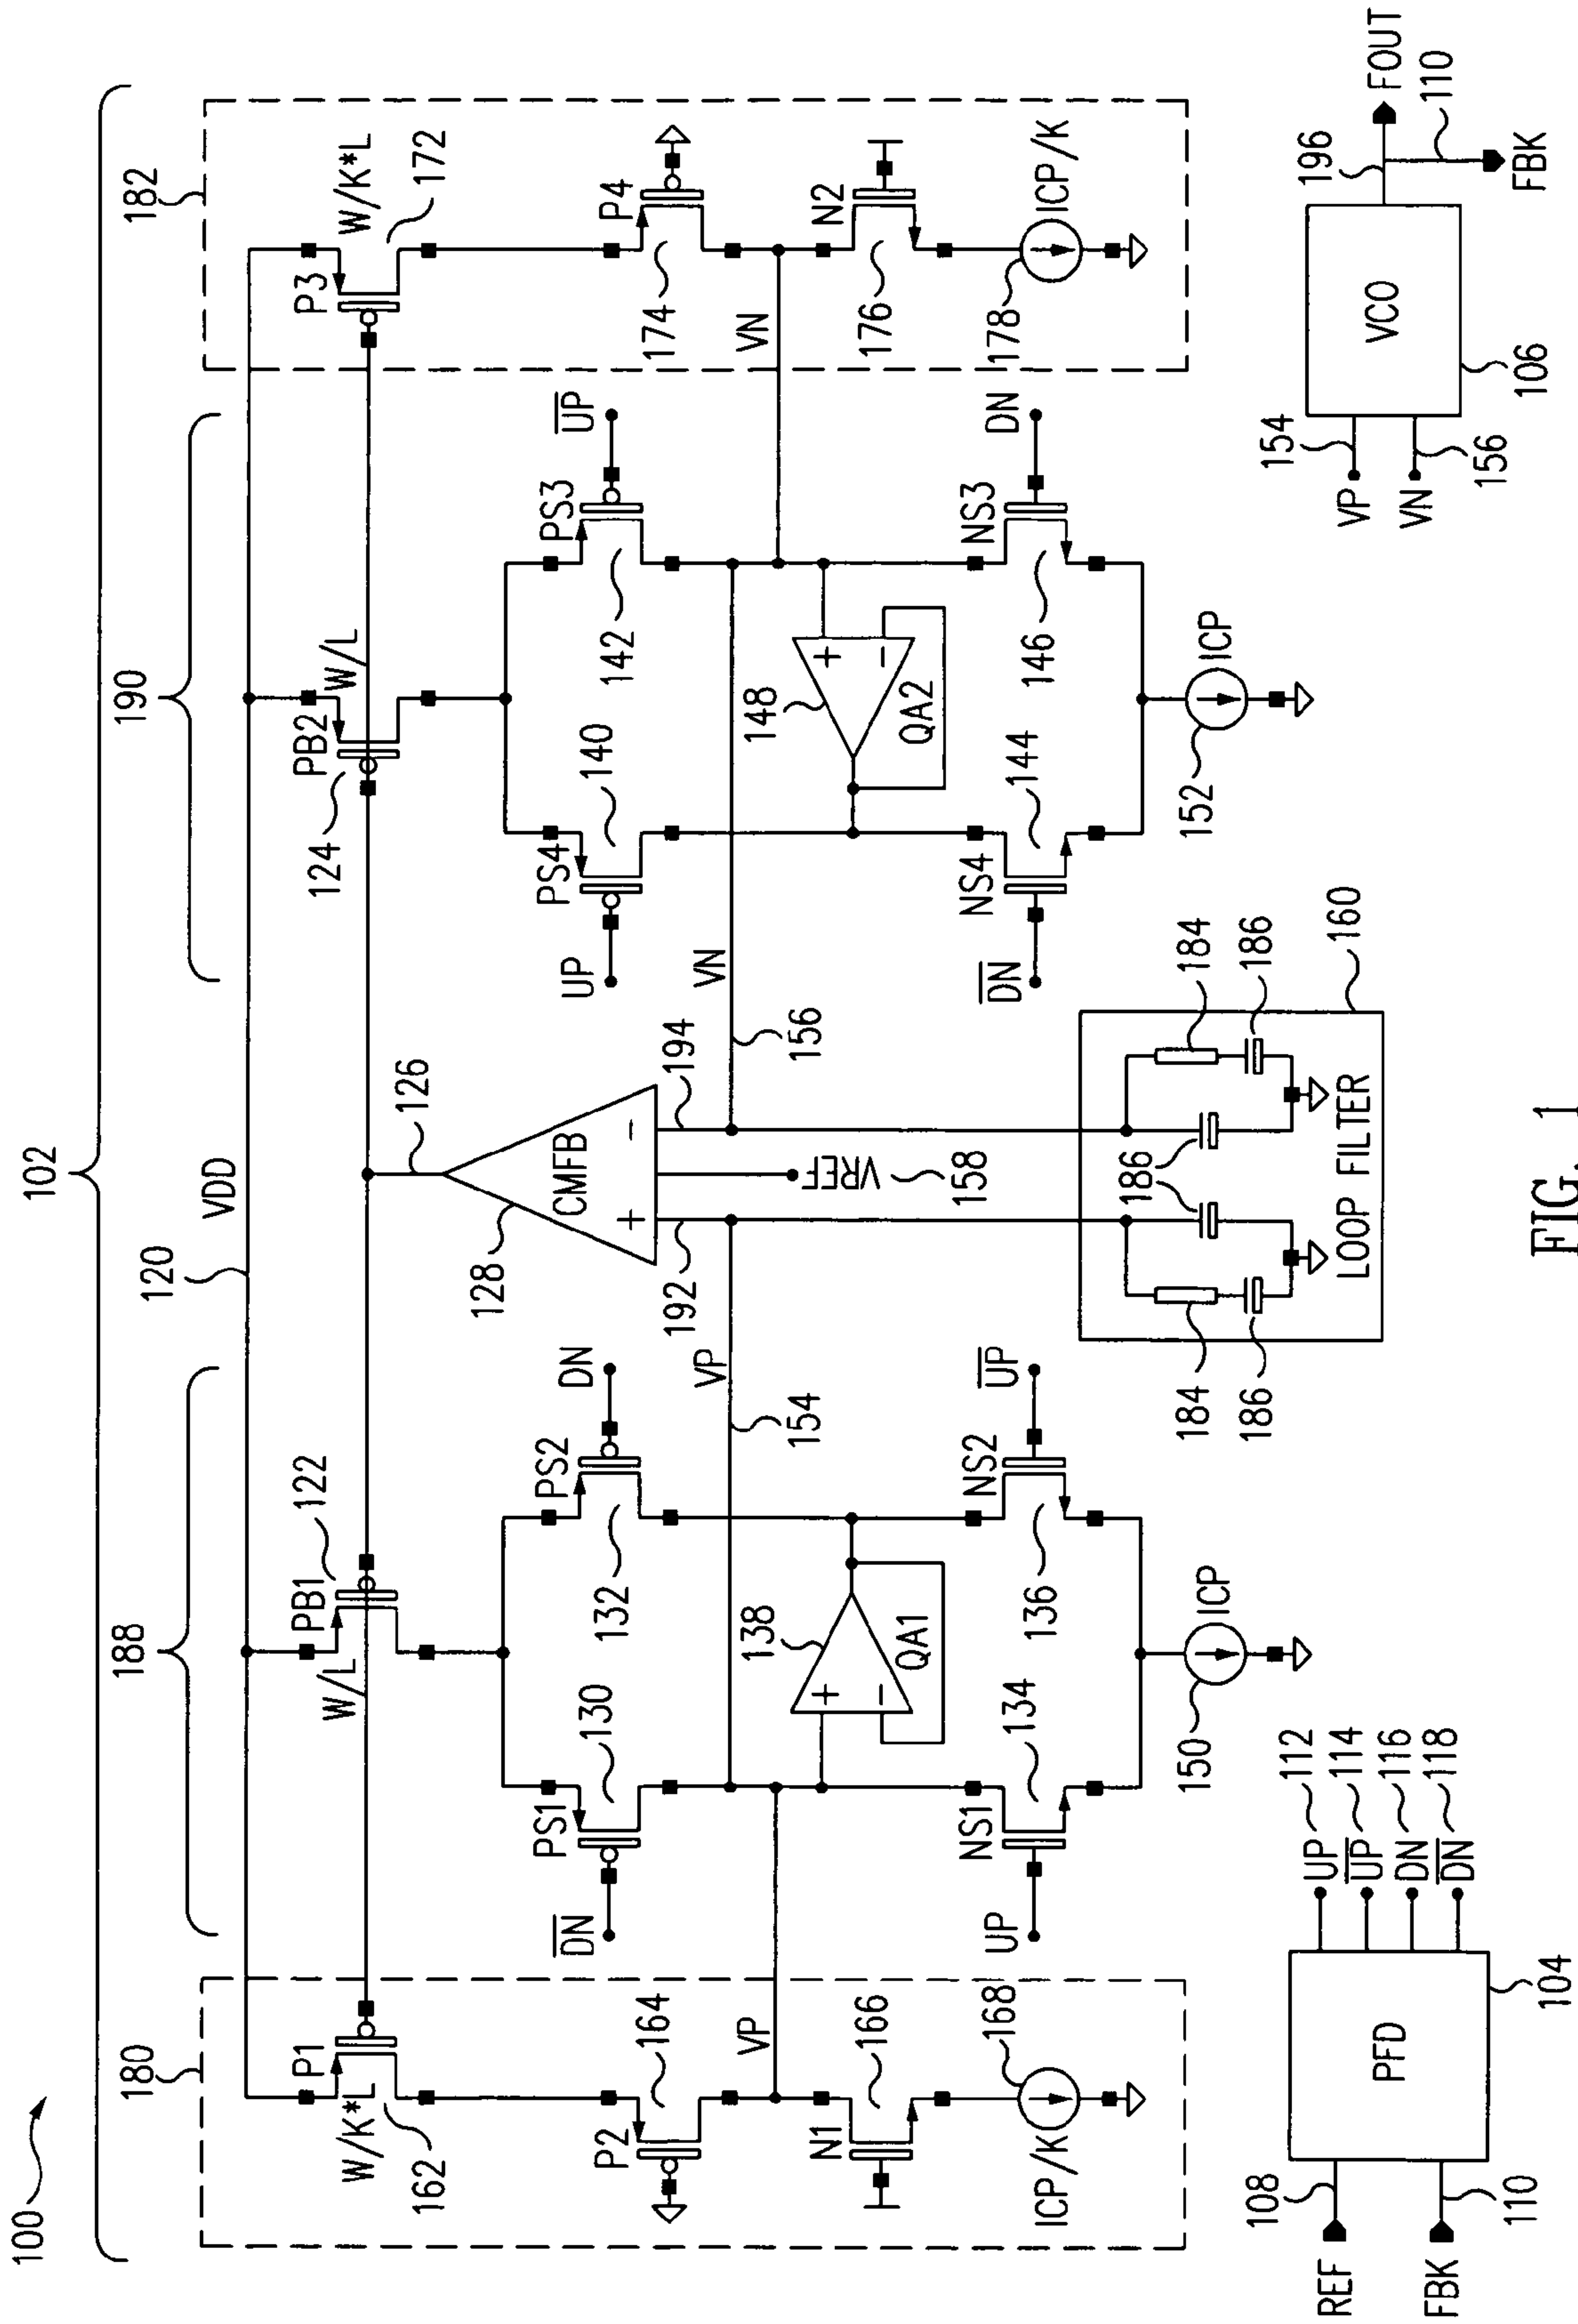 100
102
180
188
190
182
120
VDD
P1
W/K*L
162
PB1
122
W/L
126
PB2
W/L
124
P3
W/K*L
172
128
CMFB
+
−
192
194
VREF
158
P2
164
PS1
130
PS2
132
DN
DN
PS4
140
PS3
142
UP
UP
P4
174
VP
VP
154
VN
156
VN
138
QA1
+
−
148
QA2
+
−
N1
166
NS1
134
NS2
136
UP
UP
NS4
144
NS3
146
DN
DN
N2
176
ICP/K
168
150
ICP
152
ICP
178
ICP/K
184
186
186
184
186
LOOP FILTER
160
REF
108
FBK
110
PFD
104
UP
112
UP
114
DN
116
DN
118
VP
154
VN
156
VCO
106
196
FOUT
110
FBK
FIG. 1